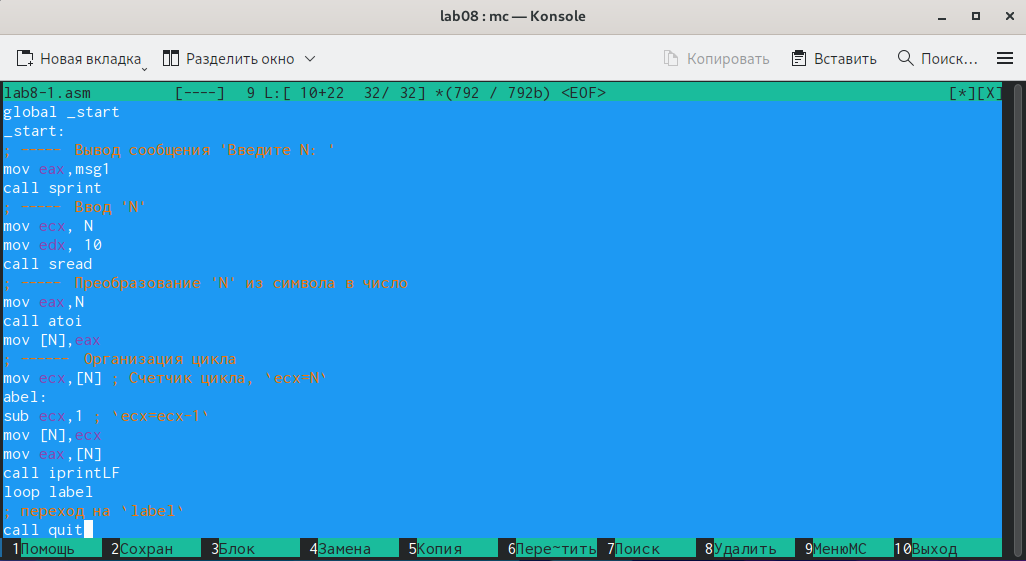 lab08 : mc — Konsole
Новая вкладка Разделить окно Копировать Вставить Поиск...
lab8-1.asm [----] 9 L:[ 10+22 32/ 32] *(792 / 792b) <EOF> [*][X]
global _start
_start:
; ----- Вывод сообщения 'Введите N: '
mov eax,msg1
call sprint
; ----- Ввод 'N'
mov ecx, N
mov edx, 10
call sread
; ----- Преобразование 'N' из символа в число
mov eax,N
call atoi
mov [N],eax
; ------ Организация цикла
mov ecx,[N] ; Счетчик цикла, `ecx=N`
abel:
sub ecx,1 ; `ecx=ecx-1`
mov [N],ecx
mov eax,[N]
call iprintLF
loop label
; переход на `label`
call quit
1Помощь 2Сохран 3Блок 4Замена 5Копия 6Пере~тить 7Поиск 8Удалить 9МенюМС 10Выход